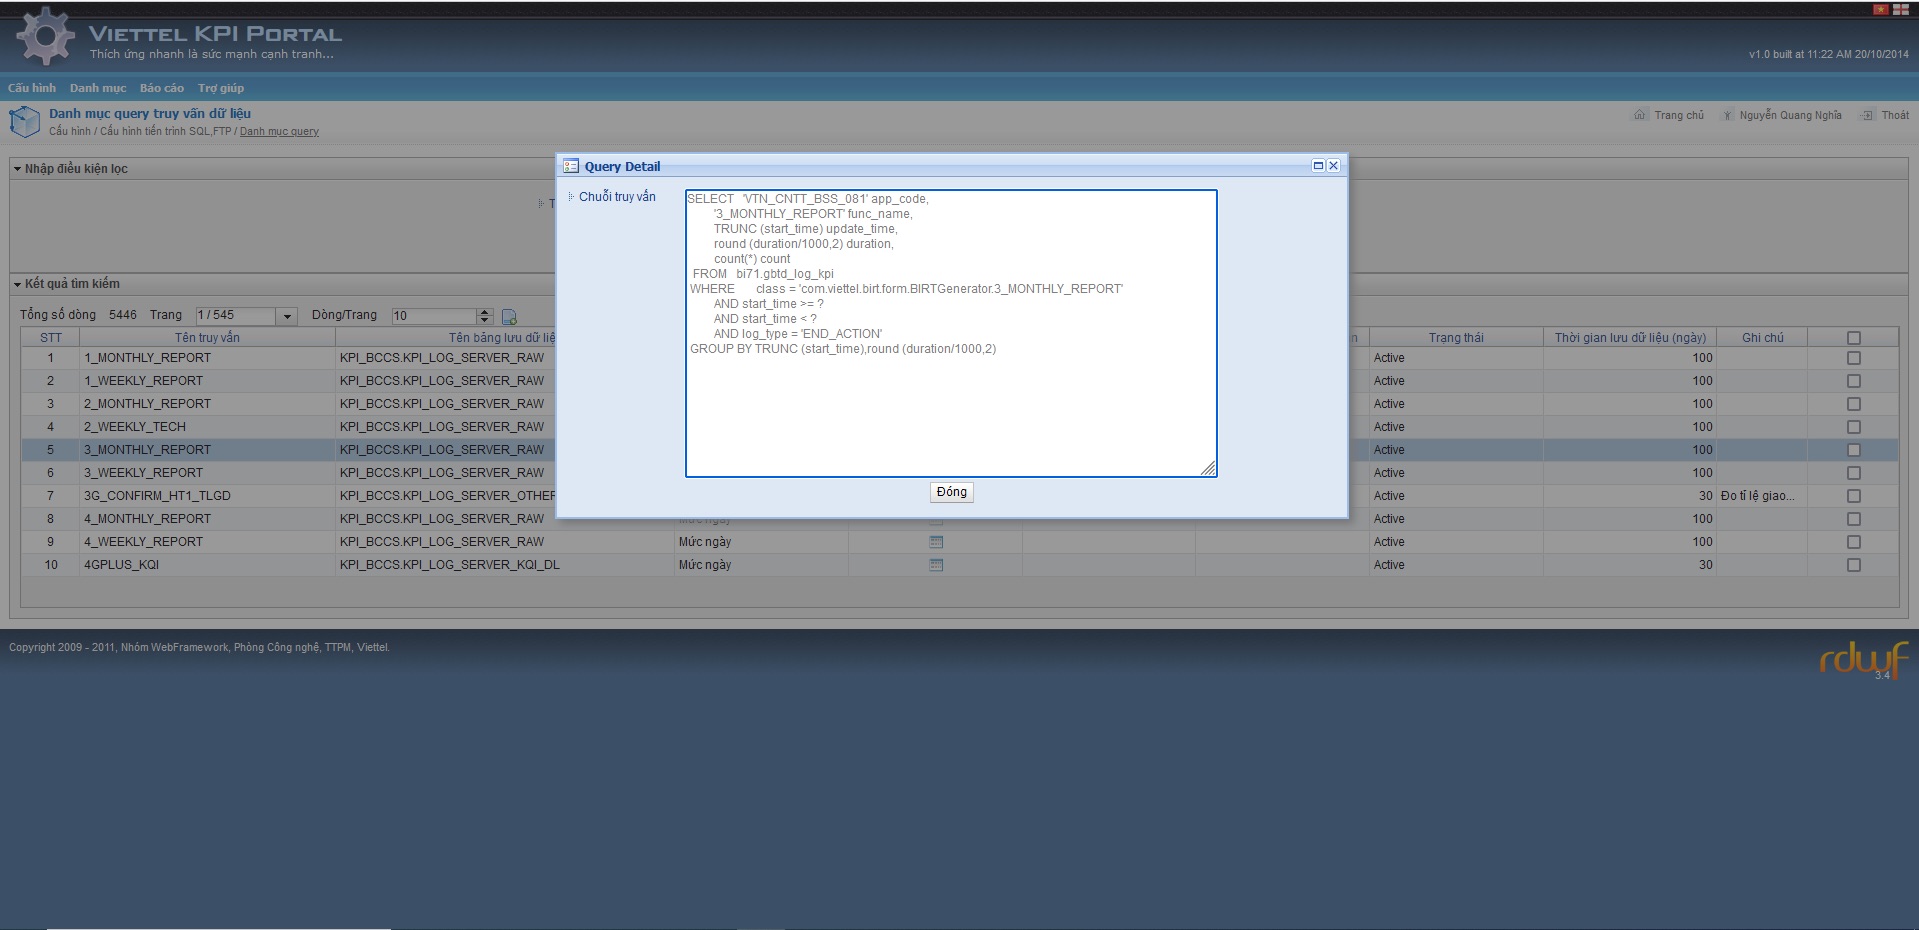 VIETTEL KPI PORTAL
Thích ứng nhanh là sức mạnh cạnh tranh...
v1.0 built at 11:22 AM 20/10/2014
Cấu hình Danh mục Báo cáo Trợ giúp
Danh mục query truy vấn dữ liệu
Cấu hình / Cấu hình tiến trình SQL,FTP / Danh mục query
Trang chủ Nguyễn Quang Nghĩa Thoát
Nhập điều kiện lọc
Query Detail
Chuỗi truy vấn
SELECT 'VTN_CNTT_BSS_081' app_code,
'3_MONTHLY_REPORT' func_name,
TRUNC (start_time) update_time,
round (duration/1000,2) duration,
count(*) count
FROM bi71.gbtd_log_kpi
WHERE class = 'com.viettel.birt.form.BIRTGenerator.3_MONTHLY_REPORT'
AND start_time >= ?
AND start_time < ?
AND log_type = 'END_ACTION'
GROUP BY TRUNC (start_time),round (duration/1000,2)
Đóng
Kết quả tìm kiếm
Tổng số dòng 5446 Trang 1 / 545 Dòng/Trang 10
STT Tên truy vấn Tên bảng lưu dữ liệ Trạng thái Thời gian lưu dữ liệu (ngày) Ghi chú
1 1_MONTHLY_REPORT KPI_BCCS.KPI_LOG_SERVER_RAW Active 100
2 1_WEEKLY_REPORT KPI_BCCS.KPI_LOG_SERVER_RAW Active 100
3 2_MONTHLY_REPORT KPI_BCCS.KPI_LOG_SERVER_RAW Active 100
4 2_WEEKLY_TECH KPI_BCCS.KPI_LOG_SERVER_RAW Active 100
5 3_MONTHLY_REPORT KPI_BCCS.KPI_LOG_SERVER_RAW Active 100
6 3_WEEKLY_REPORT KPI_BCCS.KPI_LOG_SERVER_RAW Active 100
7 3G_CONFIRM_HT1_TLGD KPI_BCCS.KPI_LOG_SERVER_OTHER Active 30 Đo tỉ lệ giao...
8 4_MONTHLY_REPORT KPI_BCCS.KPI_LOG_SERVER_RAW Mức ngày Active 100
9 4_WEEKLY_REPORT KPI_BCCS.KPI_LOG_SERVER_RAW Mức ngày Active 100
10 4GPLUS_KQI KPI_BCCS.KPI_LOG_SERVER_KQI_DL Mức ngày Active 30
Copyright 2009 - 2011, Nhóm WebFramework, Phòng Công nghệ, TTPM, Viettel.
rdwf
3.4